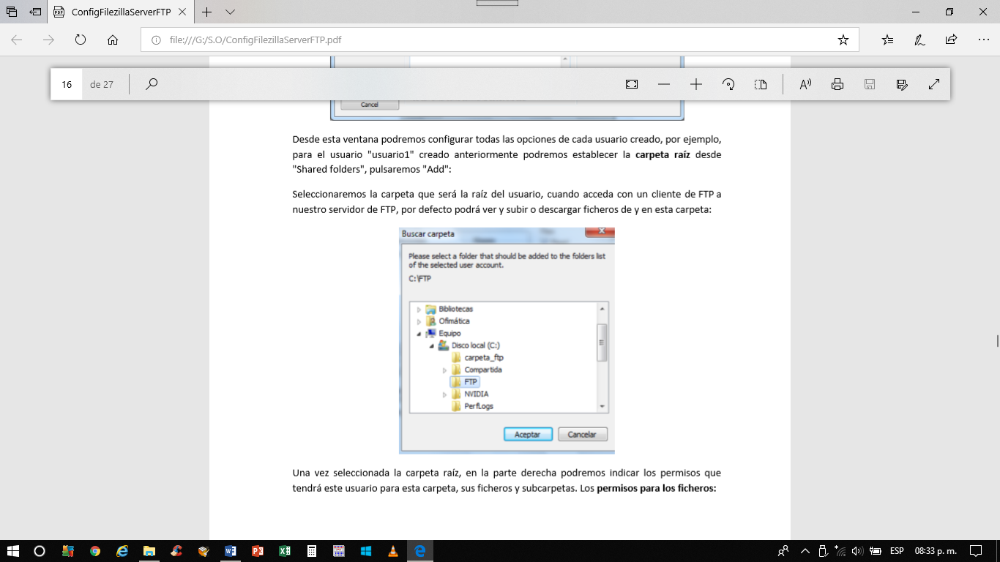 ConfigFilezillaServerFTP
file:///G:/S.O/ConfigFilezillaServerFTP.pdf
16 de 27
Cancel
Desde esta ventana podremos configurar todas las opciones de cada usuario creado, por ejemplo,
para el usuario "usuario1" creado anteriormente podremos establecer la carpeta raíz desde
"Shared folders", pulsaremos "Add":
Seleccionaremos la carpeta que será la raíz del usuario, cuando acceda con un cliente de FTP a
nuestro servidor de FTP, por defecto podrá ver y subir o descargar ficheros de y en esta carpeta:
Buscar carpeta
Please select a folder that should be added to the folders list
of the selected user account.
C:\FTP
Bibliotecas
Ofimática
Equipo
Disco local (C:)
carpeta_ftp
Compartida
FTP
NVIDIA
PerfLogs
Aceptar Cancelar
Una vez seleccionada la carpeta raíz, en la parte derecha podremos indicar los permisos que
tendrá este usuario para esta carpeta, sus ficheros y subcarpetas. Los permisos para los ficheros:
ESP 08:33 p. m.